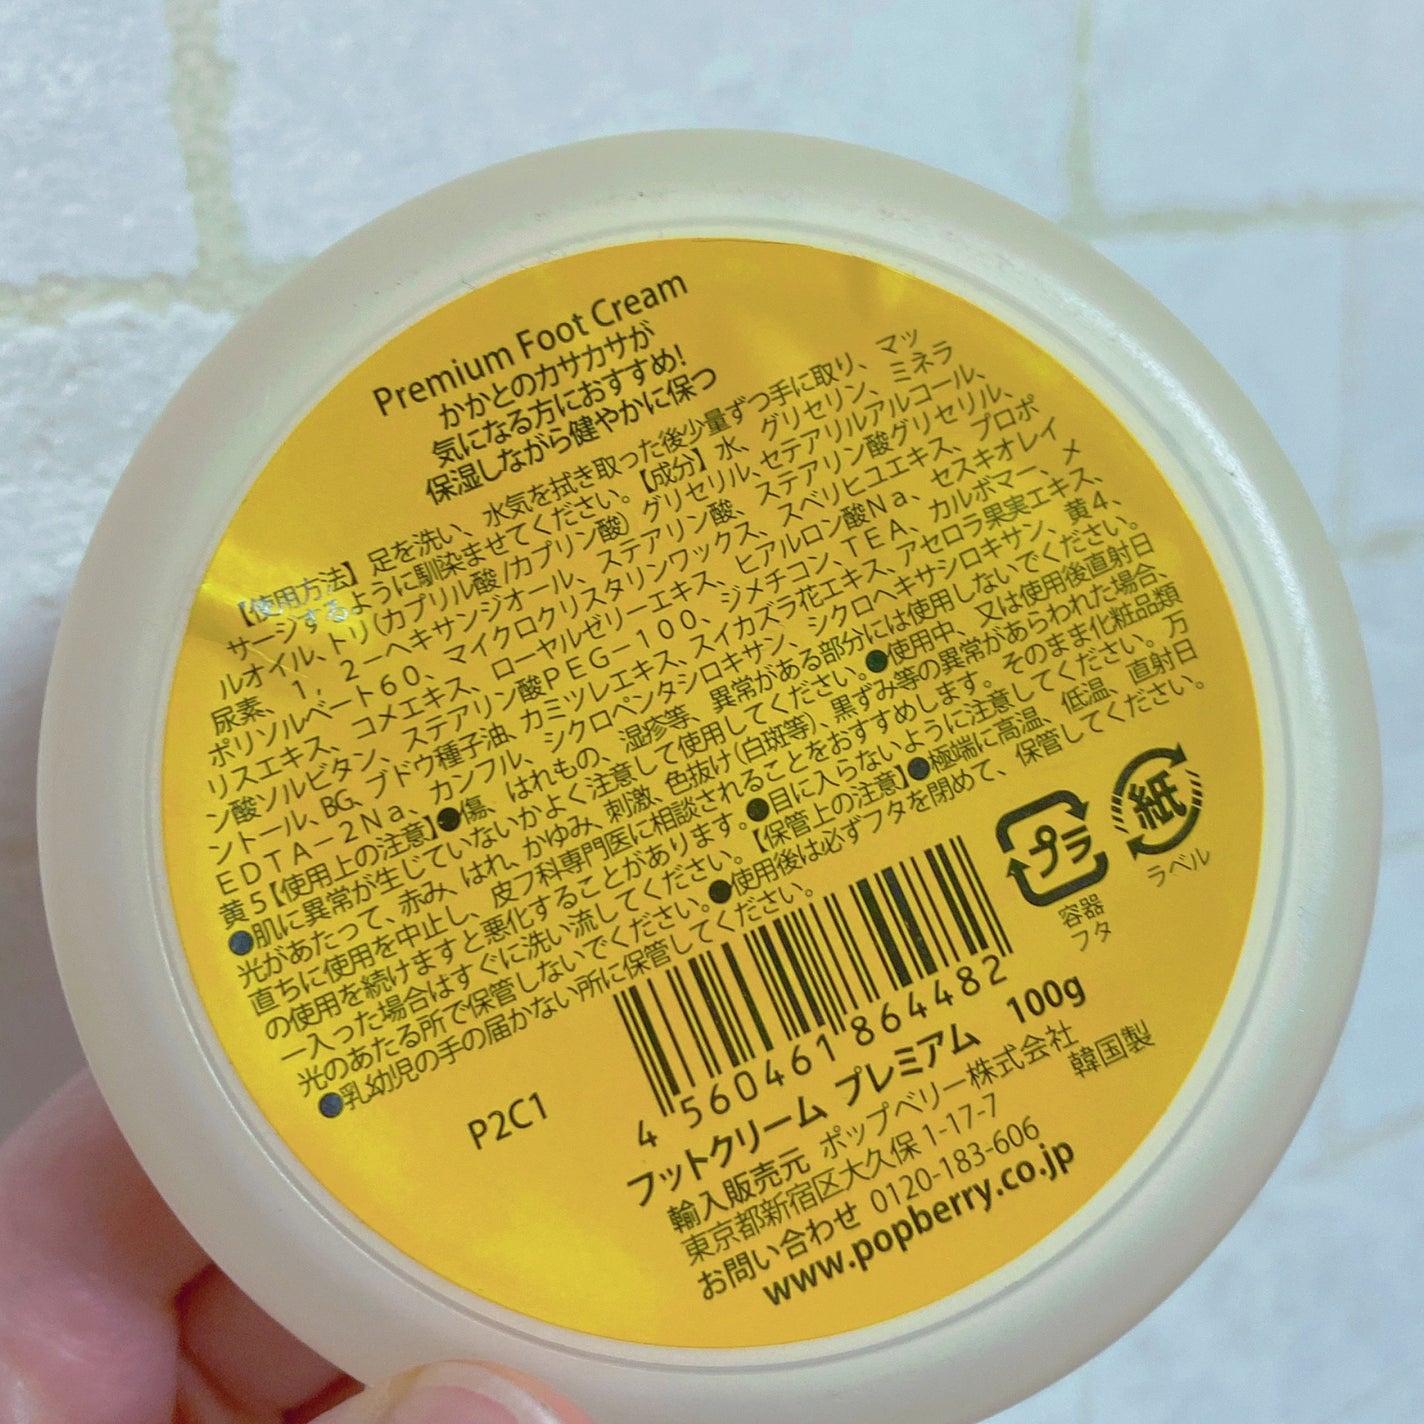 Premium Foot Cream
かかとのカサカサが
気になる方におすすめ!
保湿しながら健やかに保つ
【使用方法】足を洗い、水気を拭き取った後少量ずつ手に取り、マッ
サージするように馴染ませてください。【成分】水、グリセリン、ミネラ
ルオイル、トリ(カプリル酸/カプリン酸)グリセリル、セテアリルアルコール、
尿素、1,2－ヘキサンジオール、ステアリン酸、ステアリン酸グリセリル、
ポリソルベート60、マイクロクリスタリンワックス、スベリヒユエキス、プロポ
リスエキス、コメエキス、ローヤルゼリーエキス、ヒアルロン酸Na、セスキオレイ
ン酸ソルビタン、ステアリン酸PEG－100、ジメチコン、TEA、カルボマー、メ
ントール、BG、ブドウ種子油、カミツレエキス、スイカズラ花エキス、アセロラ果実エキス、
EDTA－2Na、カンフル、シクロペンタシロキサン、シクロヘキサシロキサン、黄4、
黄5【使用上の注意】●傷、はれもの、湿疹等、異常がある部分には使用しないでください。
●肌に異常が生じていないかよく注意して使用してください。●使用中、又は使用後直射日
光があたって、赤み、はれ、かゆみ、刺激、色抜け(白斑等)、黒ずみ等の異常があらわれた場合、
直ちに使用を中止し、皮フ科専門医に相談されることをおすすめします。そのまま化粧品類
の使用を続けますと悪化することがあります。●目に入らないように注意してください。万
一入った場合はすぐに洗い流してください。【保管上の注意】●極端に高温、低温、直射日
光のあたる所で保管しないでください。●使用後は必ずフタを閉めて、保管してください。
●乳幼児の手の届かない所に保管してください。
プラ
容器
フタ
紙
ラベル
P2C1
4 560461 864482
フットクリーム プレミアム 100g
輸入販売元 ポップベリー株式会社
東京都新宿区大久保1-17-7 韓国製
お問い合わせ 0120-183-606
www.popberry.co.jp